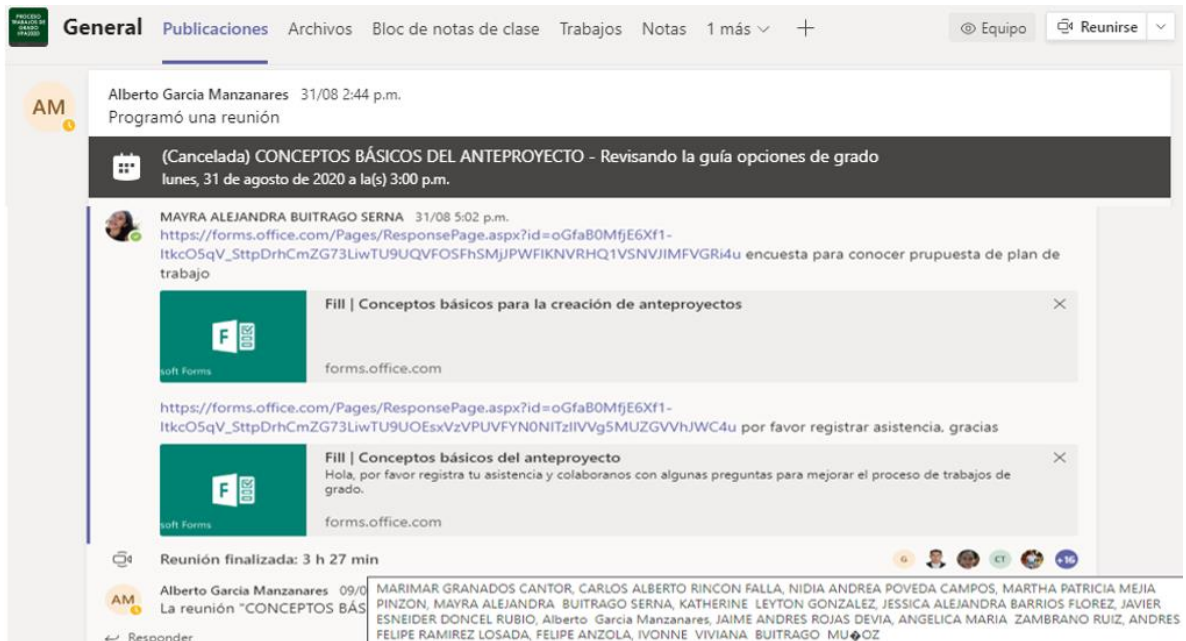 PROCESO
TRABAJOS DE
GRADO
General Publicaciones Archivos Bloc de notas de clase Trabajos Notas 1 más Equipo Reunirse
AM
Alberto Garcia Manzanares 31/08 2:44 p.m.
Programó una reunión
(Cancelada) CONCEPTOS BÁSICOS DEL ANTEPROYECTO - Revisando la guía opciones de grado
lunes, 31 de agosto de 2020 a la(s) 3:00 p.m.
MAYRA ALEJANDRA BUITRAGO SERNA 31/08 5:02 p.m.
https://forms.office.com/Pages/ResponsePage.aspx?id=oGfaB0MfjE6Xf1-
ItkcO5qV_SttpDrhCmZG73LiwTU9UQVFOSFhSMjJPWFIKNVRHQ1VSNVJIMFVGRi4u encuesta para conocer prupuesta de plan de
trabajo
Fill | Conceptos básicos para la creación de anteproyectos
forms.office.com
soft Forms
https://forms.office.com/Pages/ResponsePage.aspx?id=oGfaB0MfjE6Xf1-
ItkcO5qV_SttpDrhCmZG73LiwTU9UOEsxVzVPUVFYN0NITzIIVVg5MUZGVVhJWC4u por favor registrar asistencia, gracias
Fill | Conceptos básicos del anteproyecto
Hola, por favor registra tu asistencia y colaboranos con algunas preguntas para mejorar el proceso de trabajos de
grado.
forms.office.com
soft Forms
Reunión finalizada: 3 h 27 min
G CT +16
AM
Alberto Garcia Manzanares 09/0
La reunión "CONCEPTOS BÁS
Responder
MARIMAR GRANADOS CANTOR, CARLOS ALBERTO RINCON FALLA, NIDIA ANDREA POVEDA CAMPOS, MARTHA PATRICIA MEJIA
PINZON, MAYRA ALEJANDRA BUITRAGO SERNA, KATHERINE LEYTON GONZALEZ, JESSICA ALEJANDRA BARRIOS FLOREZ, JAVIER
ESNEIDER DONCEL RUBIO, Alberto Garcia Manzanares, JAIME ANDRES ROJAS DEVIA, ANGELICA MARIA ZAMBRANO RUIZ, ANDRES
FELIPE RAMIREZ LOSADA, FELIPE ANZOLA, IVONNE VIVIANA BUITRAGO MU�OZ